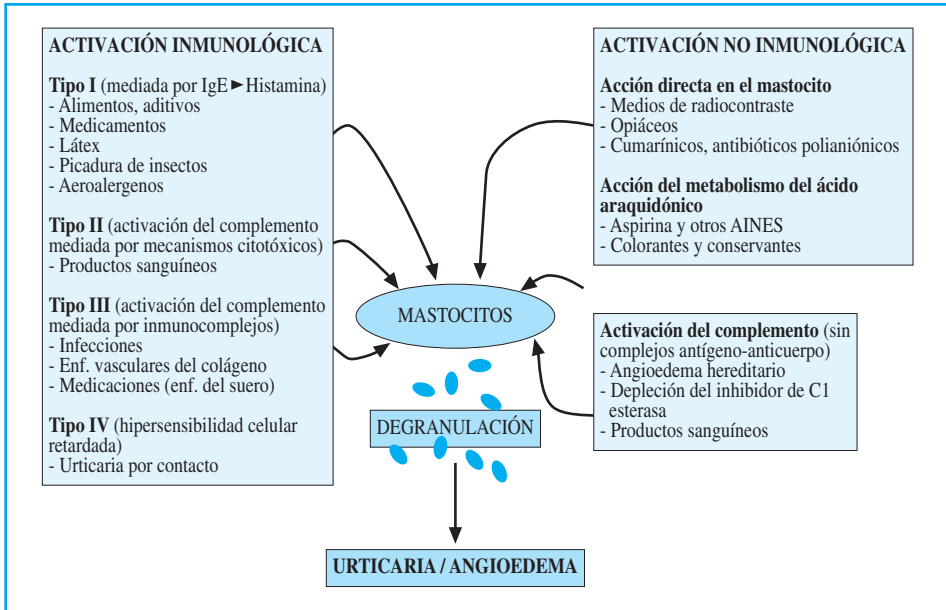 ACTIVACIÓN INMUNOLÓGICA
Tipo I (mediada por IgE ► Histamina)
- Alimentos, aditivos
- Medicamentos
- Látex
- Picadura de insectos
- Aeroalergenos
Tipo II (activación del complemento
mediada por mecanismos citotóxicos)
- Productos sanguíneos
Tipo III (activación del complemento
mediada por inmunocomplejos)
- Infecciones
- Enf. vasculares del colágeno
- Medicaciones (enf. del suero)
Tipo IV (hipersensibilidad celular
retardada)
- Urticaria por contacto
ACTIVACIÓN NO INMUNOLÓGICA
Acción directa en el mastocito
- Medios de radiocontraste
- Opiáceos
- Cumarínicos, antibióticos polianiónicos
Acción del metabolismo del ácido
araquidónico
- Aspirina y otros AINES
- Colorantes y conservantes
Activación del complemento (sin
complejos antígeno-anticuerpo)
- Angioedema hereditario
- Depleción del inhibidor de C1
esterasa
- Productos sanguíneos
MASTOCITOS
DEGRANULACIÓN
URTICARIA / ANGIOEDEMA